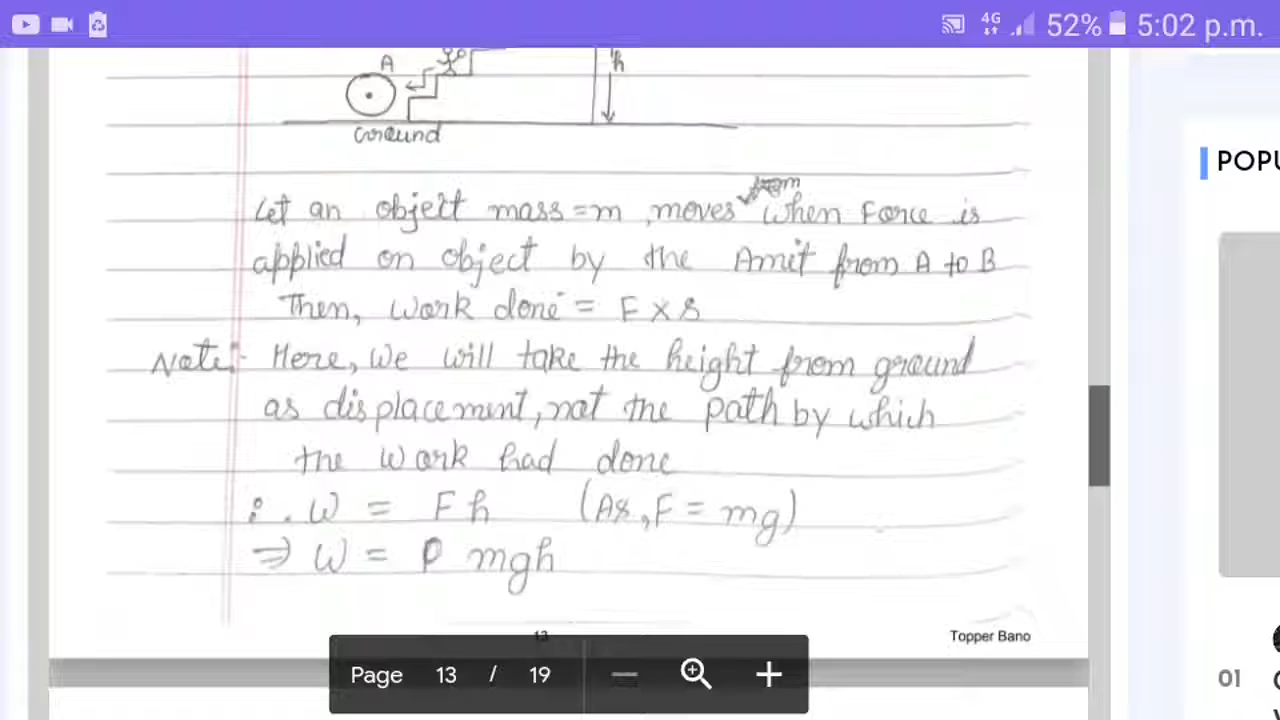 4G 52% 5:02 p.m.
A
h
Ground
POPU
from
Let an object mass = m, moves when Force is
applied on object by the Amit from A to B
Then, work done = F X S
Note:- Here, we will take the height from ground
as displacement, not the path by which
the work had done
∴ W = Fh (As, F = mg)
⇒ W = mgh
13
Topper Bano
Page 13 / 19
01